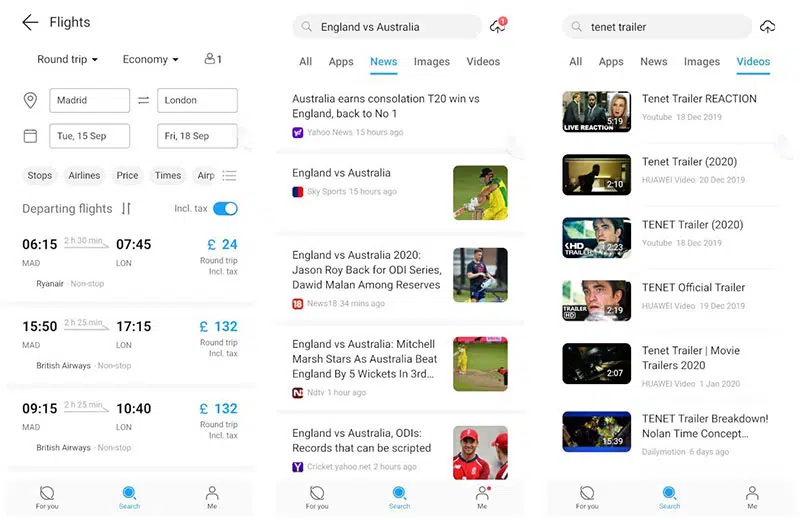 Flights
Round trip
Economy
1
Madrid
London
Tue, 15 Sep
Fri, 18 Sep
Stops
Airlines
Price
Times
Airp
Departing flights
Incl. tax
06:15 2 h 30 min 07:45 £ 24
MAD LON Round trip
Incl. tax
Ryanair · Non-stop
15:50 2 h 25 min 17:15 £ 132
MAD LON Round trip
Incl. tax
British Airways · Non-stop
09:15 2 h 25 min 10:40 £ 132
MAD LON Round trip
Incl. tax
British Airways · Non-stop
For you Search Me
England vs Australia
1
All Apps News Images Videos
Australia earns consolation T20 win vs
England, back to No 1
Yahoo News 15 hours ago
England vs Australia
Sky Sports 15 hours ago
England vs Australia 2020:
Jason Roy Back for ODI Series,
Dawid Malan Among Reserves
18
News18 34 mins ago
England vs Australia: Mitchell
Marsh Stars As Australia Beat
England By 5 Wickets In 3rd...
Ndtv 1 hour ago
England vs Australia, ODIs:
Records that can be scripted
Cricket.yahoo.net 2 hours ago
For you Search Me
tenet trailer
All Apps News Images Videos
5:19
LIVE REACTION
Tenet Trailer REACTION
Youtube 18 Dec 2019
2:10
Tenet Trailer (2020)
HUAWEI Video 20 Dec 2019
HD
TRAILER
2:23
TENET Trailer (2020)
Youtube 18 Dec 2019
TRAILER
HD
2:19
TENET Official Trailer
HUAWEI Video 19 Dec 2019
2:07
Tenet Trailer | Movie
Trailers 2020
HUAWEI Video 1 Jan 2020
15:39
TENET Trailer Breakdown!
Nolan Time Concept...
Dailymotion 6 days ago
For you Search Me